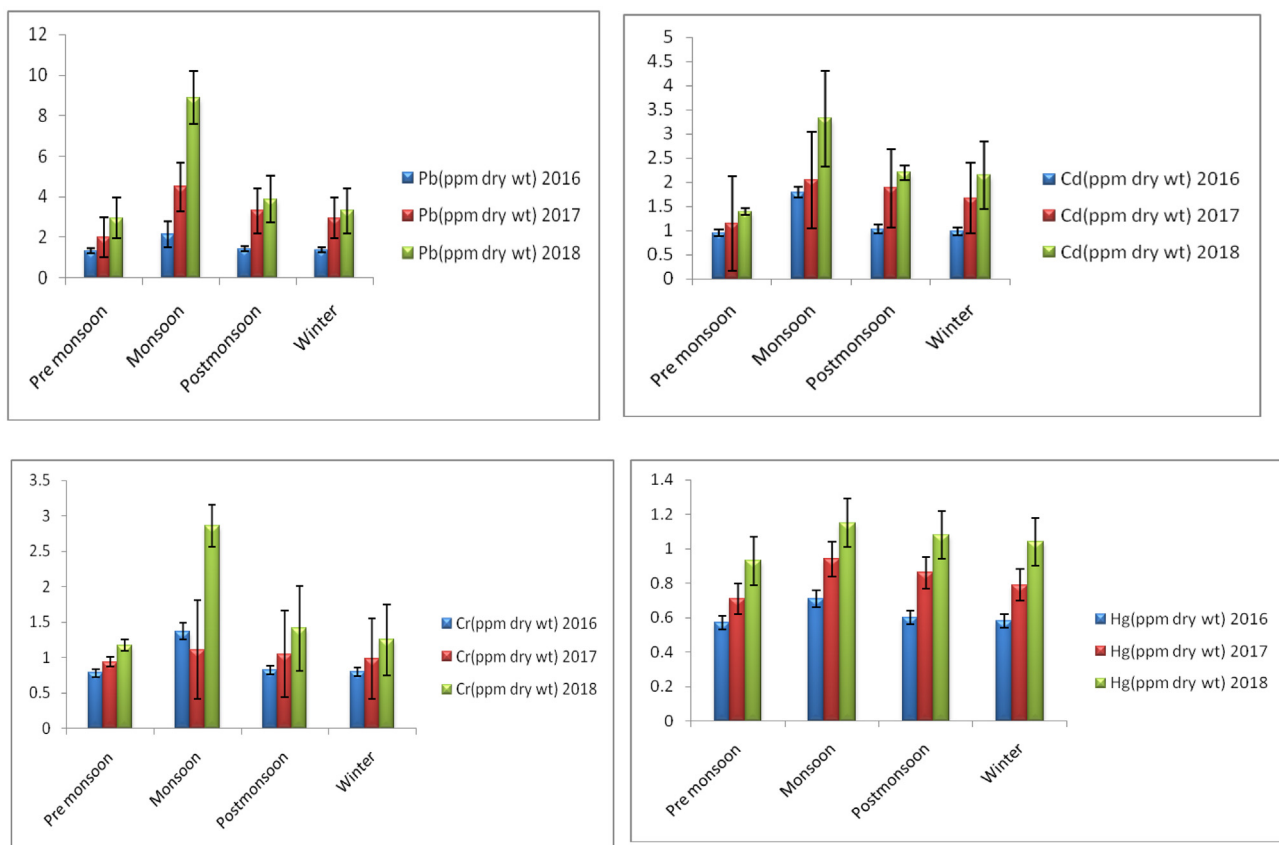 12
10
8
6
4
2
0
Pre monsoon
Monsoon
Postmonsoon
Winter
Pb(ppm dry wt) 2016
Pb(ppm dry wt) 2017
Pb(ppm dry wt) 2018
5
4.5
4
3.5
3
2.5
2
1.5
1
0.5
0
Pre monsoon
Monsoon
Postmonsoon
Winter
Cd(ppm dry wt) 2016
Cd(ppm dry wt) 2017
Cd(ppm dry wt) 2018
3.5
3
2.5
2
1.5
1
0.5
0
Pre monsoon
Monsoon
Postmonsoon
Winter
Cr(ppm dry wt) 2016
Cr(ppm dry wt) 2017
Cr(ppm dry wt) 2018
1.4
1.2
1
0.8
0.6
0.4
0.2
0
Pre monsoon
Monsoon
Postmonsoon
Winter
Hg(ppm dry wt) 2016
Hg(ppm dry wt) 2017
Hg(ppm dry wt) 2018